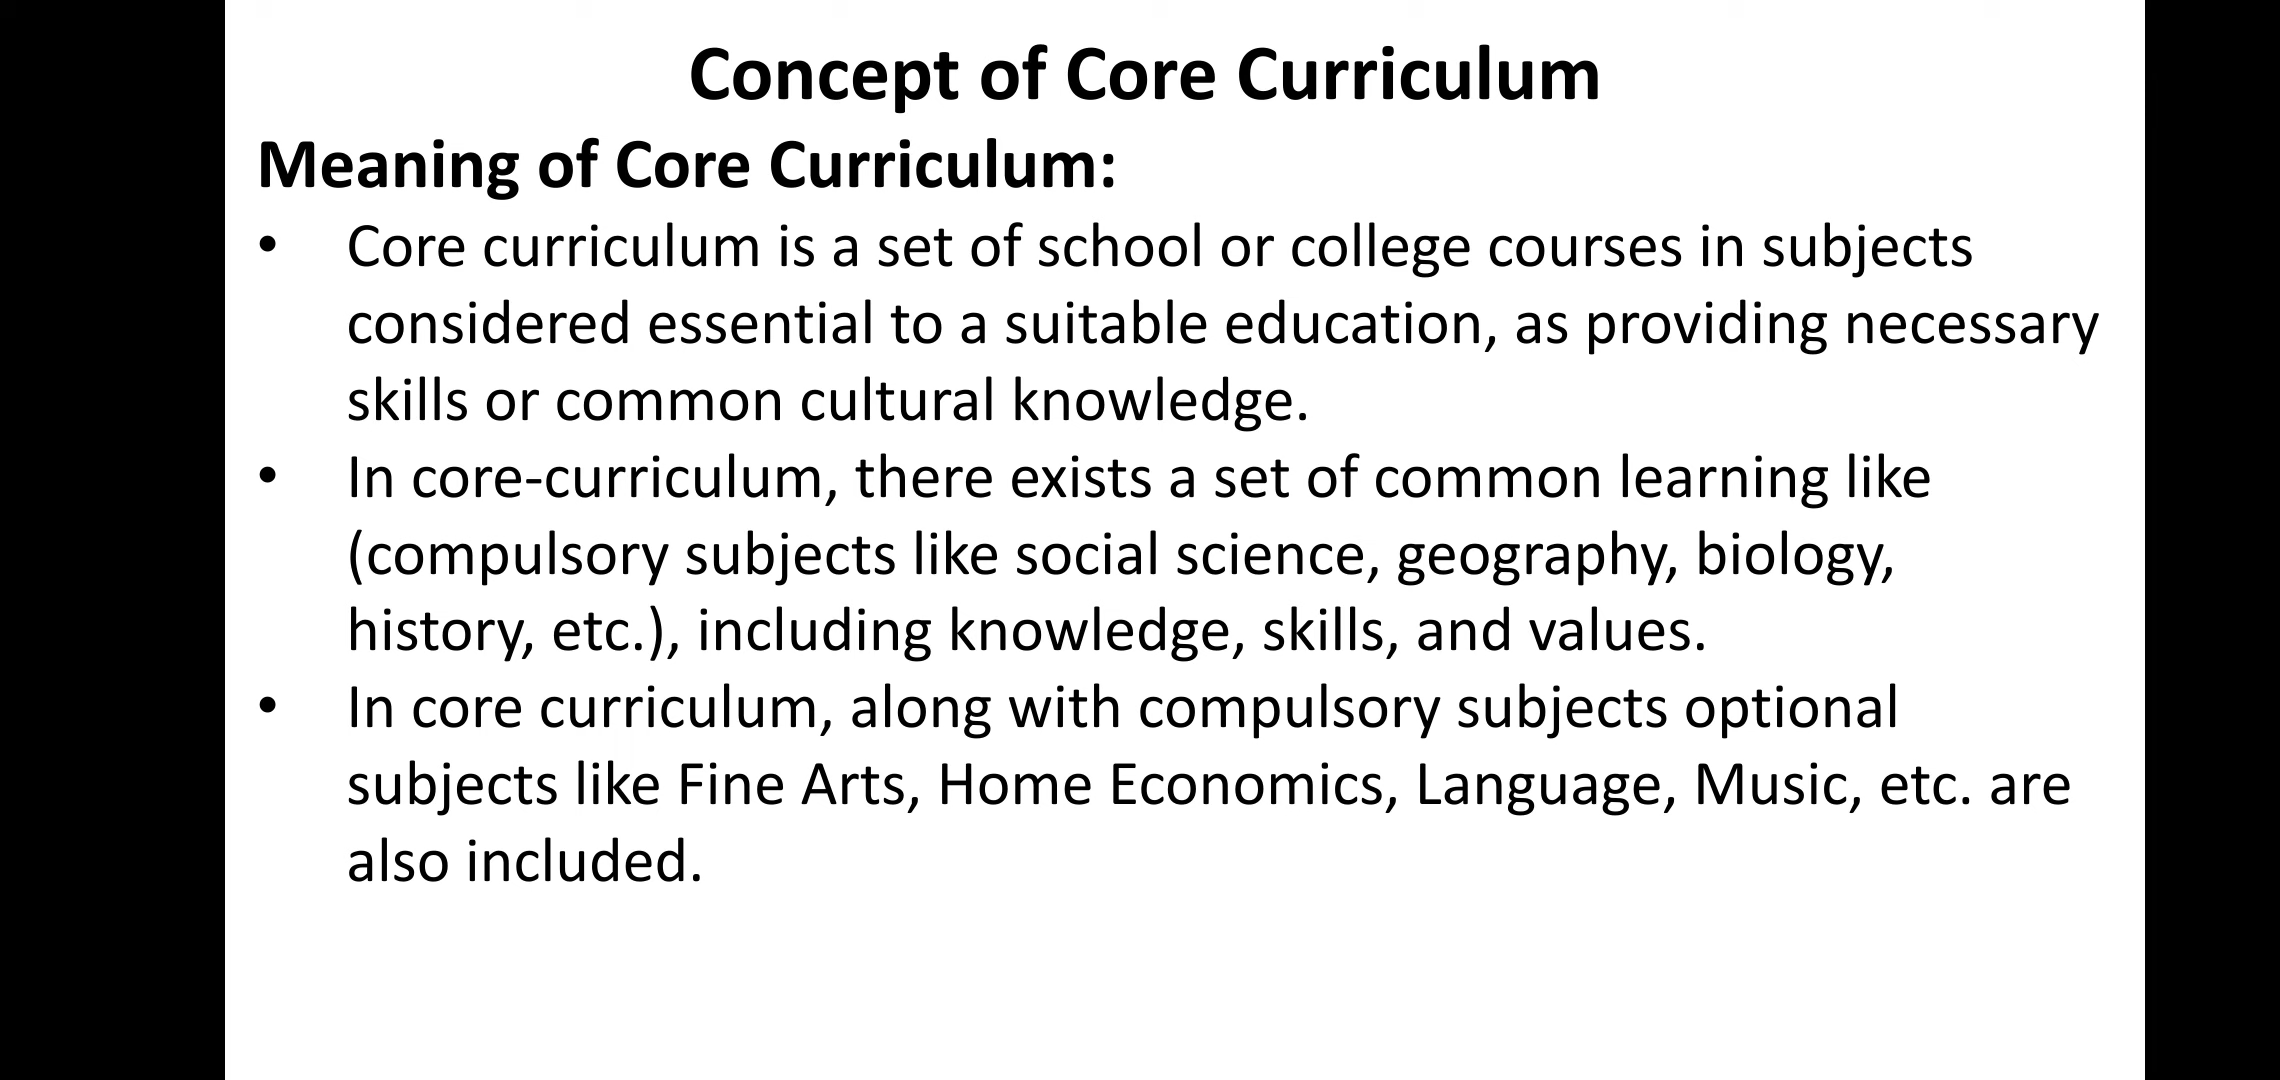 Concept of Core Curriculum
Meaning of Core Curriculum:
• Core curriculum is a set of school or college courses in subjects
considered essential to a suitable education, as providing necessary
skills or common cultural knowledge.
• In core-curriculum, there exists a set of common learning like
(compulsory subjects like social science, geography, biology,
history, etc.), including knowledge, skills, and values.
• In core curriculum, along with compulsory subjects optional
subjects like Fine Arts, Home Economics, Language, Music, etc. are
also included.